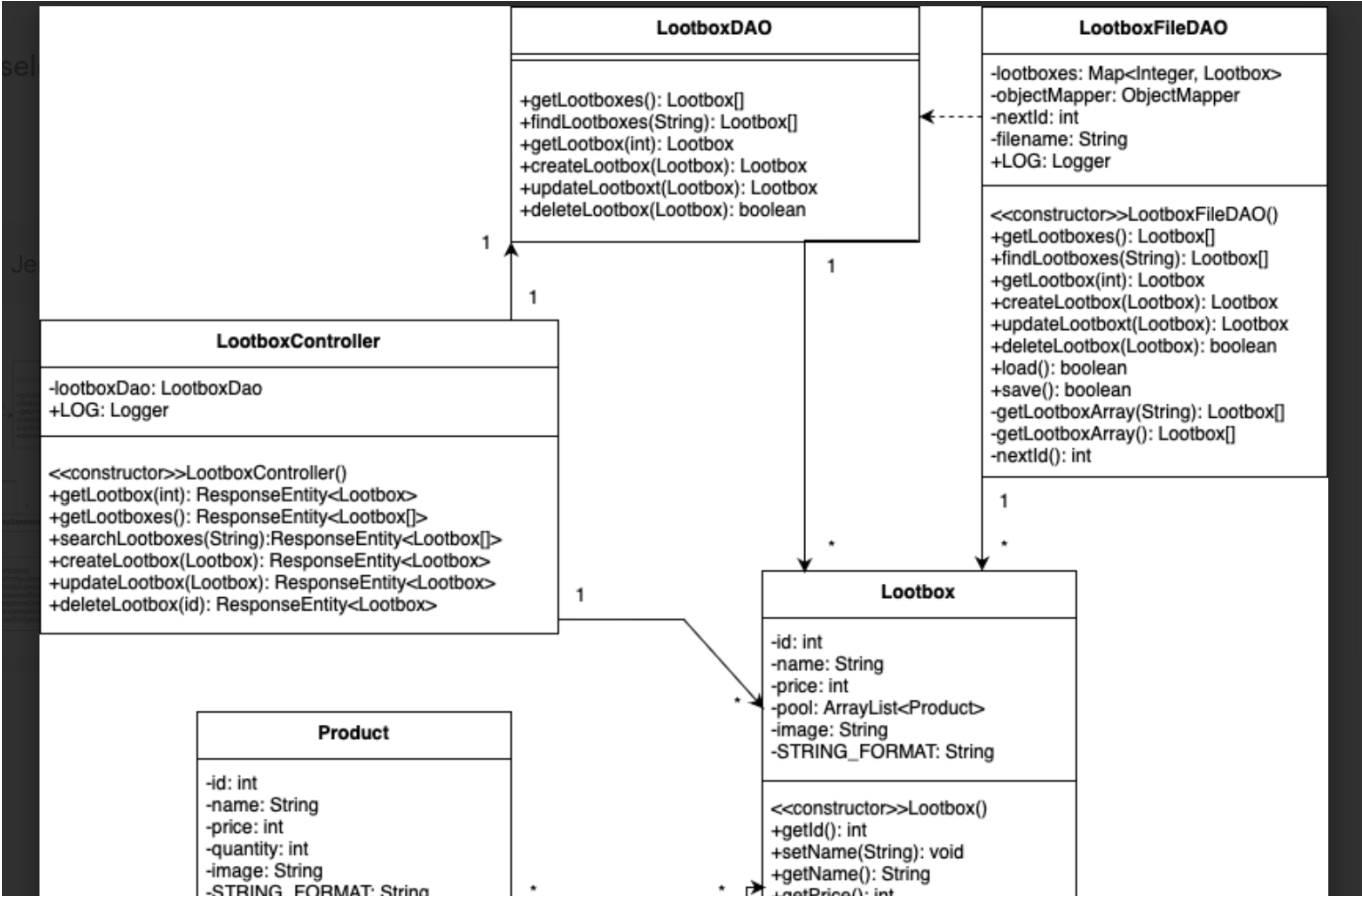 LootboxDAO
+getLootboxes(): Lootbox[]
+findLootboxes(String): Lootbox[]
+getLootbox(int): Lootbox
+createLootbox(Lootbox): Lootbox
+updateLootboxt(Lootbox): Lootbox
+deleteLootbox(Lootbox): boolean
LootboxFileDAO
-lootboxes: Map<Integer, Lootbox>
-objectMapper: ObjectMapper
-nextId: int
-filename: String
+LOG: Logger
<<constructor>>LootboxFileDAO()
+getLootboxes(): Lootbox[]
+findLootboxes(String): Lootbox[]
+getLootbox(int): Lootbox
+createLootbox(Lootbox): Lootbox
+updateLootboxt(Lootbox): Lootbox
+deleteLootbox(Lootbox): boolean
+load(): boolean
+save(): boolean
-getLootboxArray(String): Lootbox[]
-getLootboxArray(): Lootbox[]
-nextId(): int
sel
Je
1
1
1
1
*
*
LootboxController
-lootboxDao: LootboxDao
+LOG: Logger
<<constructor>>LootboxController()
+getLootbox(int): ResponseEntity<Lootbox>
+getLootboxes(): ResponseEntity<Lootbox[]>
+searchLootboxes(String):ResponseEntity<Lootbox[]>
+createLootbox(Lootbox): ResponseEntity<Lootbox>
+updateLootbox(Lootbox): ResponseEntity<Lootbox>
+deleteLootbox(id): ResponseEntity<Lootbox>
1
*
Lootbox
-id: int
-name: String
-price: int
-pool: ArrayList<Product>
-image: String
-STRING_FORMAT: String
<<constructor>>Lootbox()
+getId(): int
+setName(String): void
+getName(): String
+getPrice(): int
Product
-id: int
-name: String
-price: int
-quantity: int
-image: String
-STRING_FORMAT: String
*
*